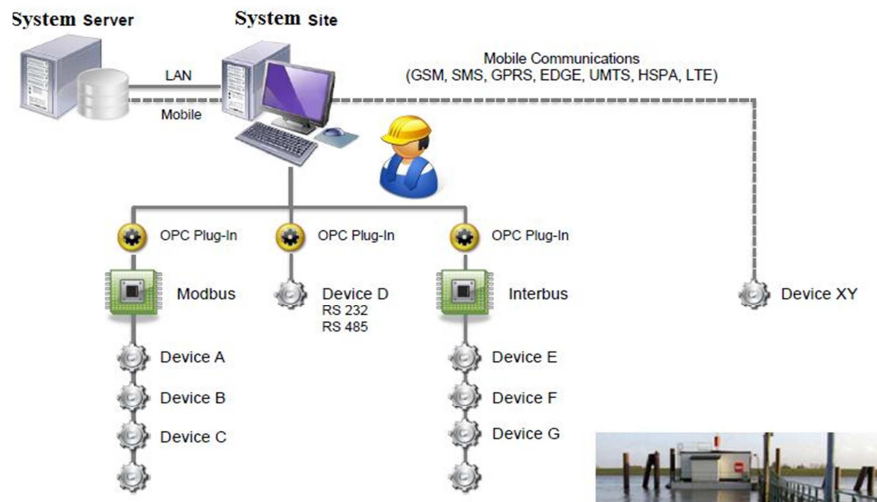 System Server
System Site
LAN
Mobile
Mobile Communications
(GSM, SMS, GPRS, EDGE, UMTS, HSPA, LTE)
OPC Plug-In
OPC Plug-In
OPC Plug-In
Modbus
Device D
RS 232
RS 485
Interbus
Device XY
Device A
Device B
Device C
Device E
Device F
Device G